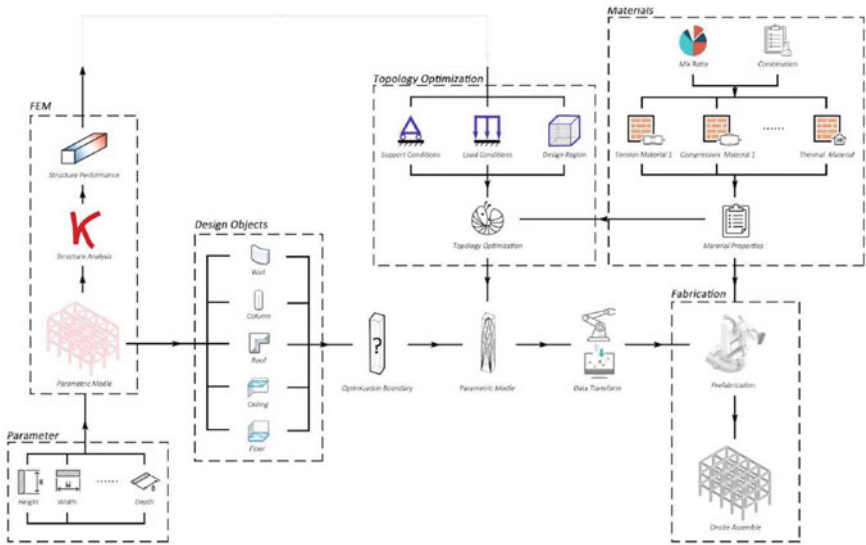 Materials
Mix Ratio
Combination
Tension Material 1
Compression Material 1
......
Thermal Material
Material Properties
Topology Optimization
Support Conditions
Load Conditions
Design Region
Topology Optimization
FEM
Structure Performance
Structure Analysis
Parametric Modle
Design Objects
Wall
Column
Roof
Ceiling
Floor
?
Optimization Boundary
Parametric Modle
Data Transform
Fabrication
Prefabrication
Onsite Assemble
Parameter
H
W
......
D
Height
Width
Depth